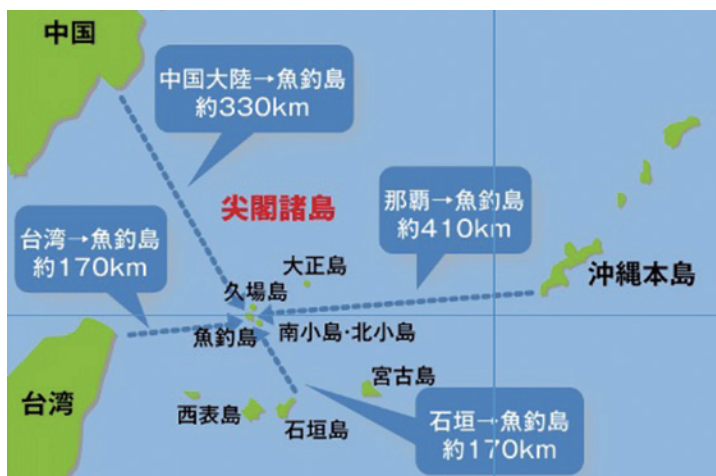 中国
中国大陸→魚釣島
約330km
尖閣諸島
那覇→魚釣島
約410km
台湾→魚釣島
約170km
大正島
久場島
沖縄本島
魚釣島
南小島·北小島
台湾
宮古島
西表島
石垣島
石垣→魚釣島
約170km